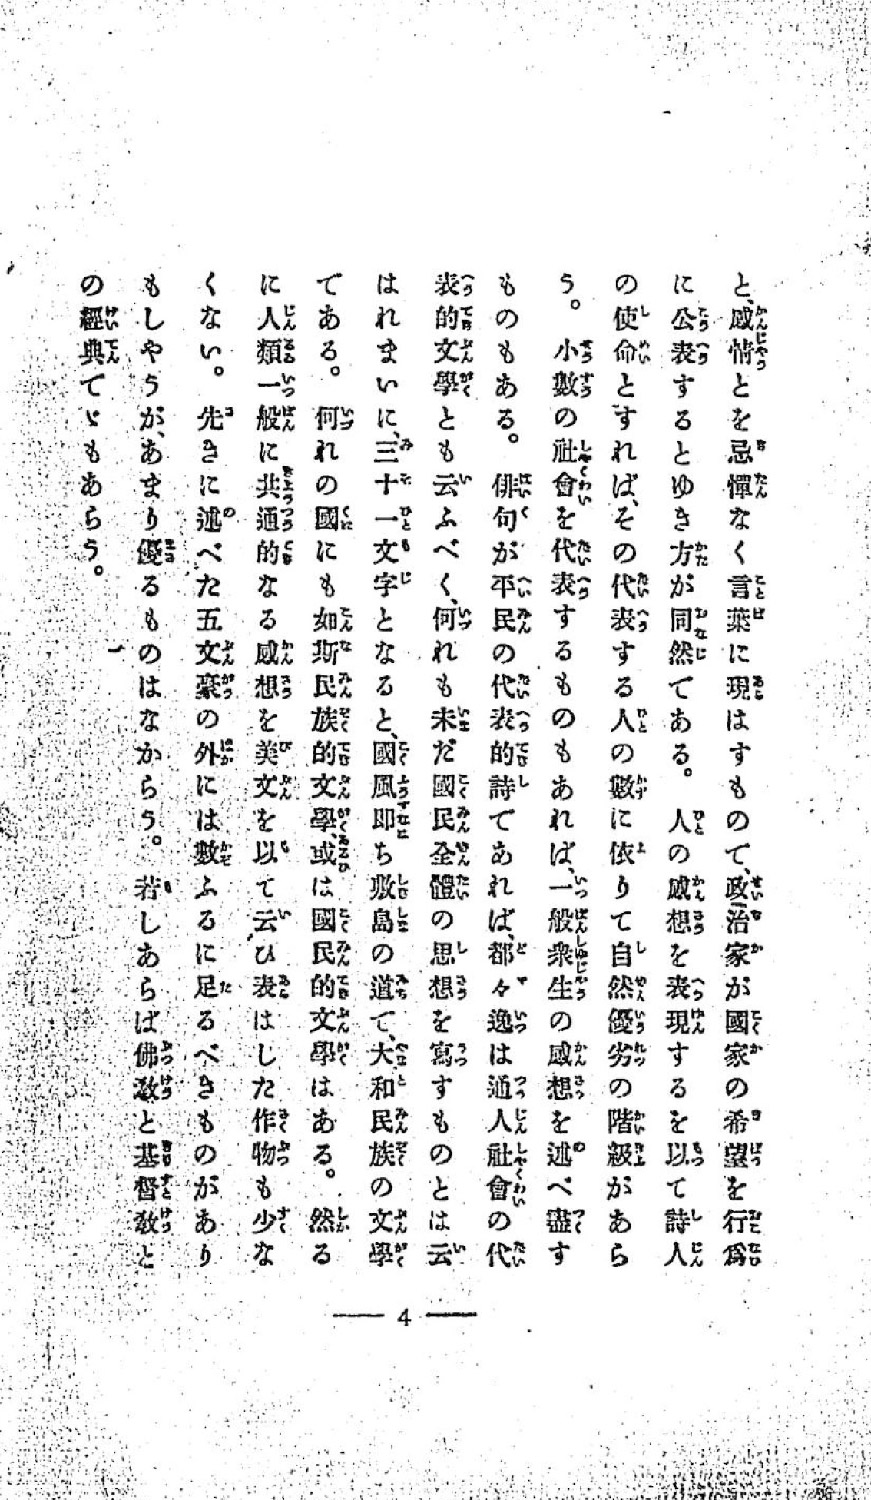 と、感情とを忌憚なく言葉に現はすもので、政治家が國家の希望を行爲
に公表するとゆき方が同然である。人の感想を表現するを以て詩人
の使命とすれば、その代表する人の數に依りて自然優劣の階級があら
う。小數の社會を代表するものもあれば、一般衆生の感想を述べ盡す
ものもある。俳句が平民の代表的詩であれば、都々逸は通人社會の代
表的文學とも云ふべく、何れも未だ國民全體の思想を寫すものとは云
はれまいに、三十一文字となると、國風即ち敷島の道で、大和民族の文學
である。何れの國にも如斯民族的文學、或は國民的文學はある。然る
に人類一般に共通的なる感想を美文を以て云ひ表はした作物も少な
くない。先きに述べた五文豪の外には數ふるに足るべきものがあり
もしやうが、あまり優るものはなからう。若しあらば佛敎と基督敎と
の經典でゞもあらう。
4